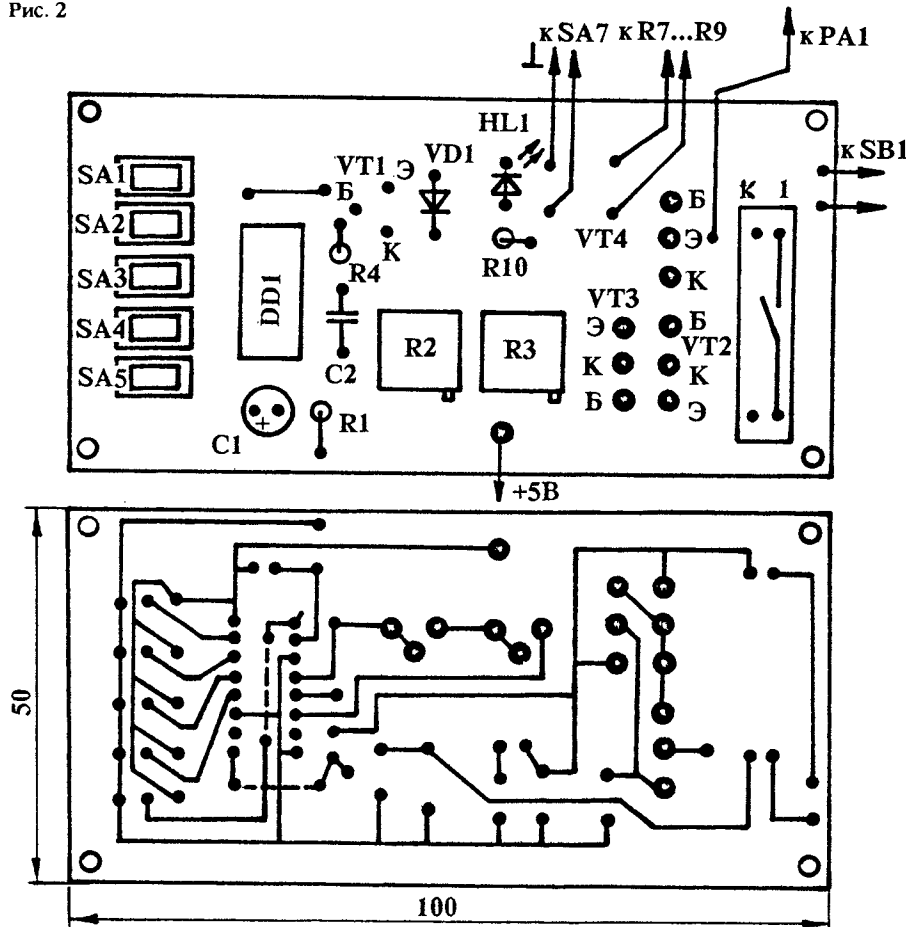 Рис. 2
к SA7 к R7...R9 к PA1
HL1
SA1 VT1 Э VD1 к SB1
Б К 1
SA2 Б
К VT4 Э
SA3 R4 R10 К
DD1 VT3
SA4 Э Б
R2 R3 VT2
C2 К К
SA5 Б Э
+
C1 R1
+5В
50
100